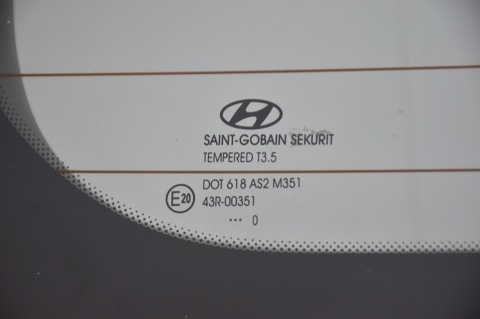 SAINT-GOBAIN SEKURIT
TEMPERED T3.5
DOT 618 AS2 M351
E20 43R-00351
··· 0